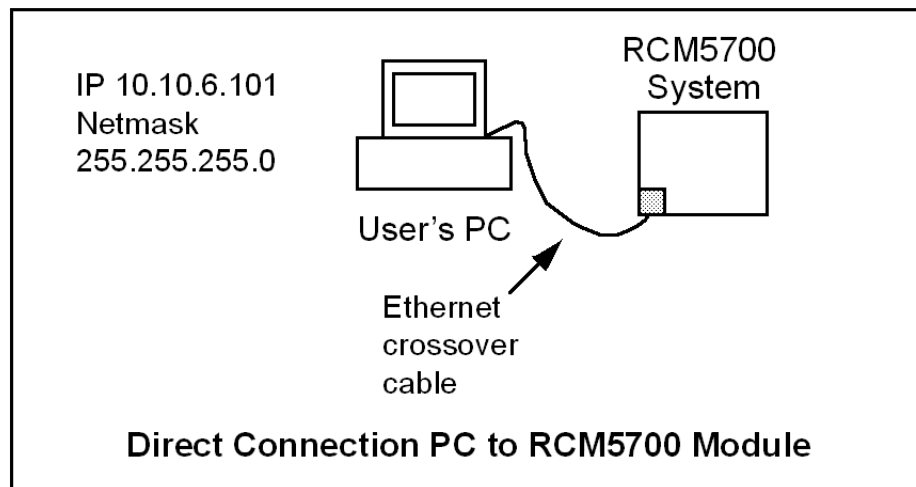 IP 10.10.6.101
Netmask
255.255.255.0
RCM5700
System
User's PC
Ethernet
crossover
cable
Direct Connection PC to RCM5700 Module